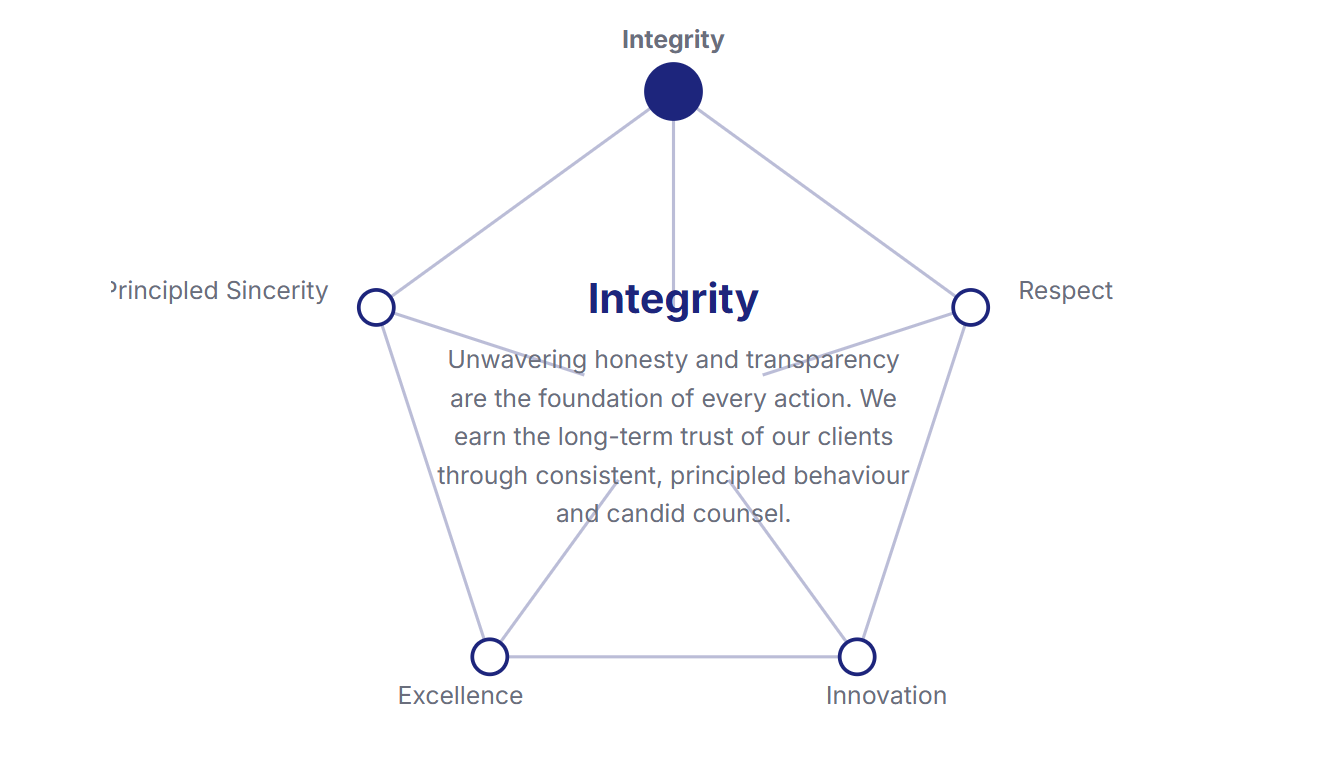 Integrity
Principled Sincerity
Respect
Integrity
Unwavering honesty and transparency
are the foundation of every action. We
earn the long-term trust of our clients
through consistent, principled behaviour
and candid counsel.
Excellence
Innovation